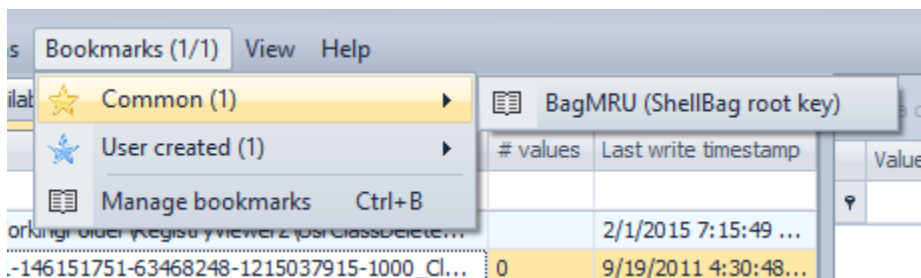 s Bookmarks (1/1) View Help
Common (1)
BagMRU (ShellBag root key)
User created (1)
# values Last write timestamp
Value
Manage bookmarks Ctrl+B
2/1/2015 7:15:49 ...
.-146151751-63468248-1215037915-1000_Cl... 0 9/19/2011 4:30:48...